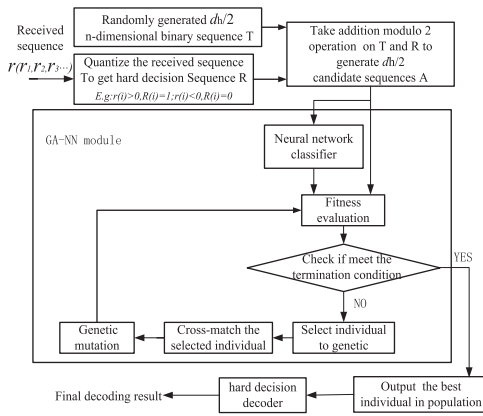 Received
sequence
r(r1,r2,r3···)
Randomly generated dh/2
n-dimensional binary sequence T
Quantize the received sequence
To get hard decision Sequence R
E.g:r(i)>0,R(i)=1;r(i)<0,R(i)=0
Take addition modulo 2
operation on T and R to
generate dh/2
candidate sequences A
GA-NN module
Neural network
classifier
Fitness
evaluation
Check if meet the
termination condition
YES
NO
Genetic
mutation
Cross-match the
selected individual
Select individual
to genetic
Final decoding result
hard decision
decoder
Output the best
individual in population